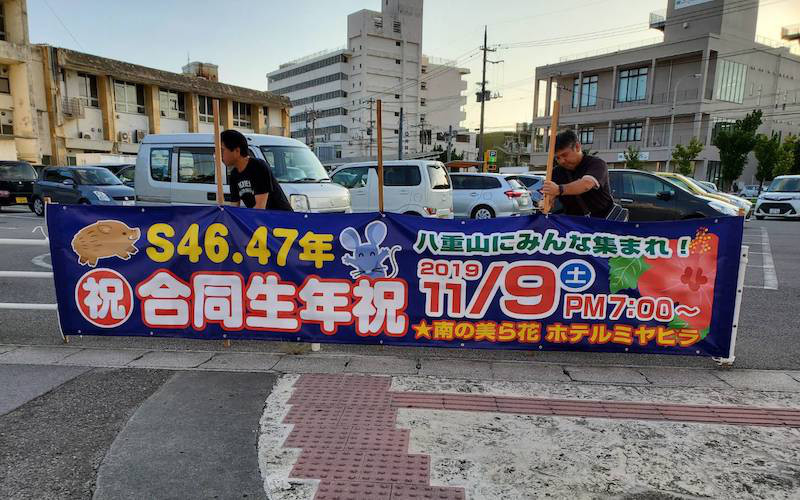 S46.47年
祝 合同生年祝
八重山にみんな集まれ！
2019
11/9(土) PM7:00～
★南の美ら花 ホテルミヤヒラ